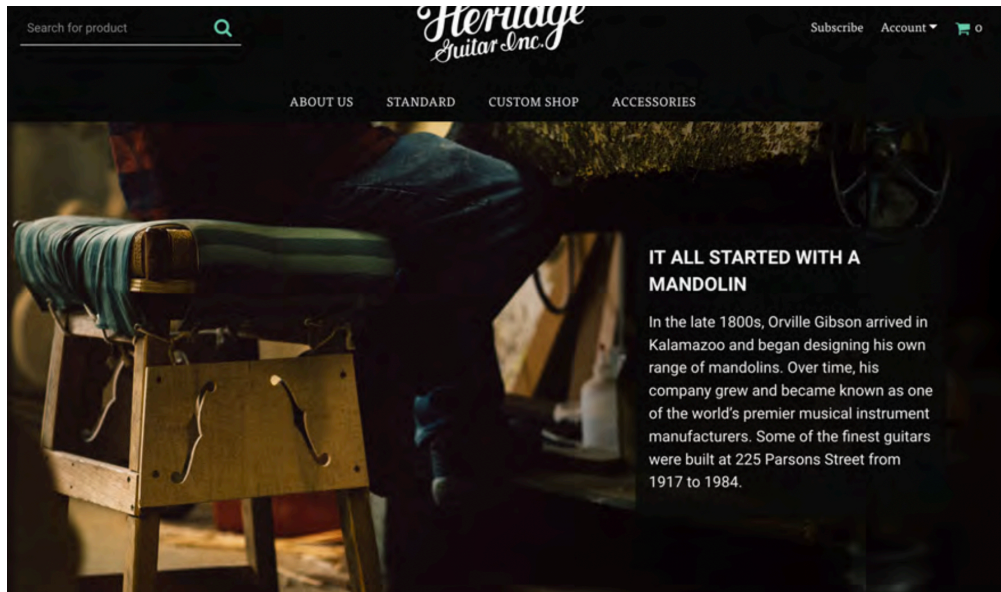 Search for product
Heritage
Guitar Inc.
Subscribe Account 0
ABOUT US STANDARD CUSTOM SHOP ACCESSORIES
IT ALL STARTED WITH A
MANDOLIN
In the late 1800s, Orville Gibson arrived in
Kalamazoo and began designing his own
range of mandolins. Over time, his
company grew and became known as one
of the world's premier musical instrument
manufacturers. Some of the finest guitars
were built at 225 Parsons Street from
1917 to 1984.